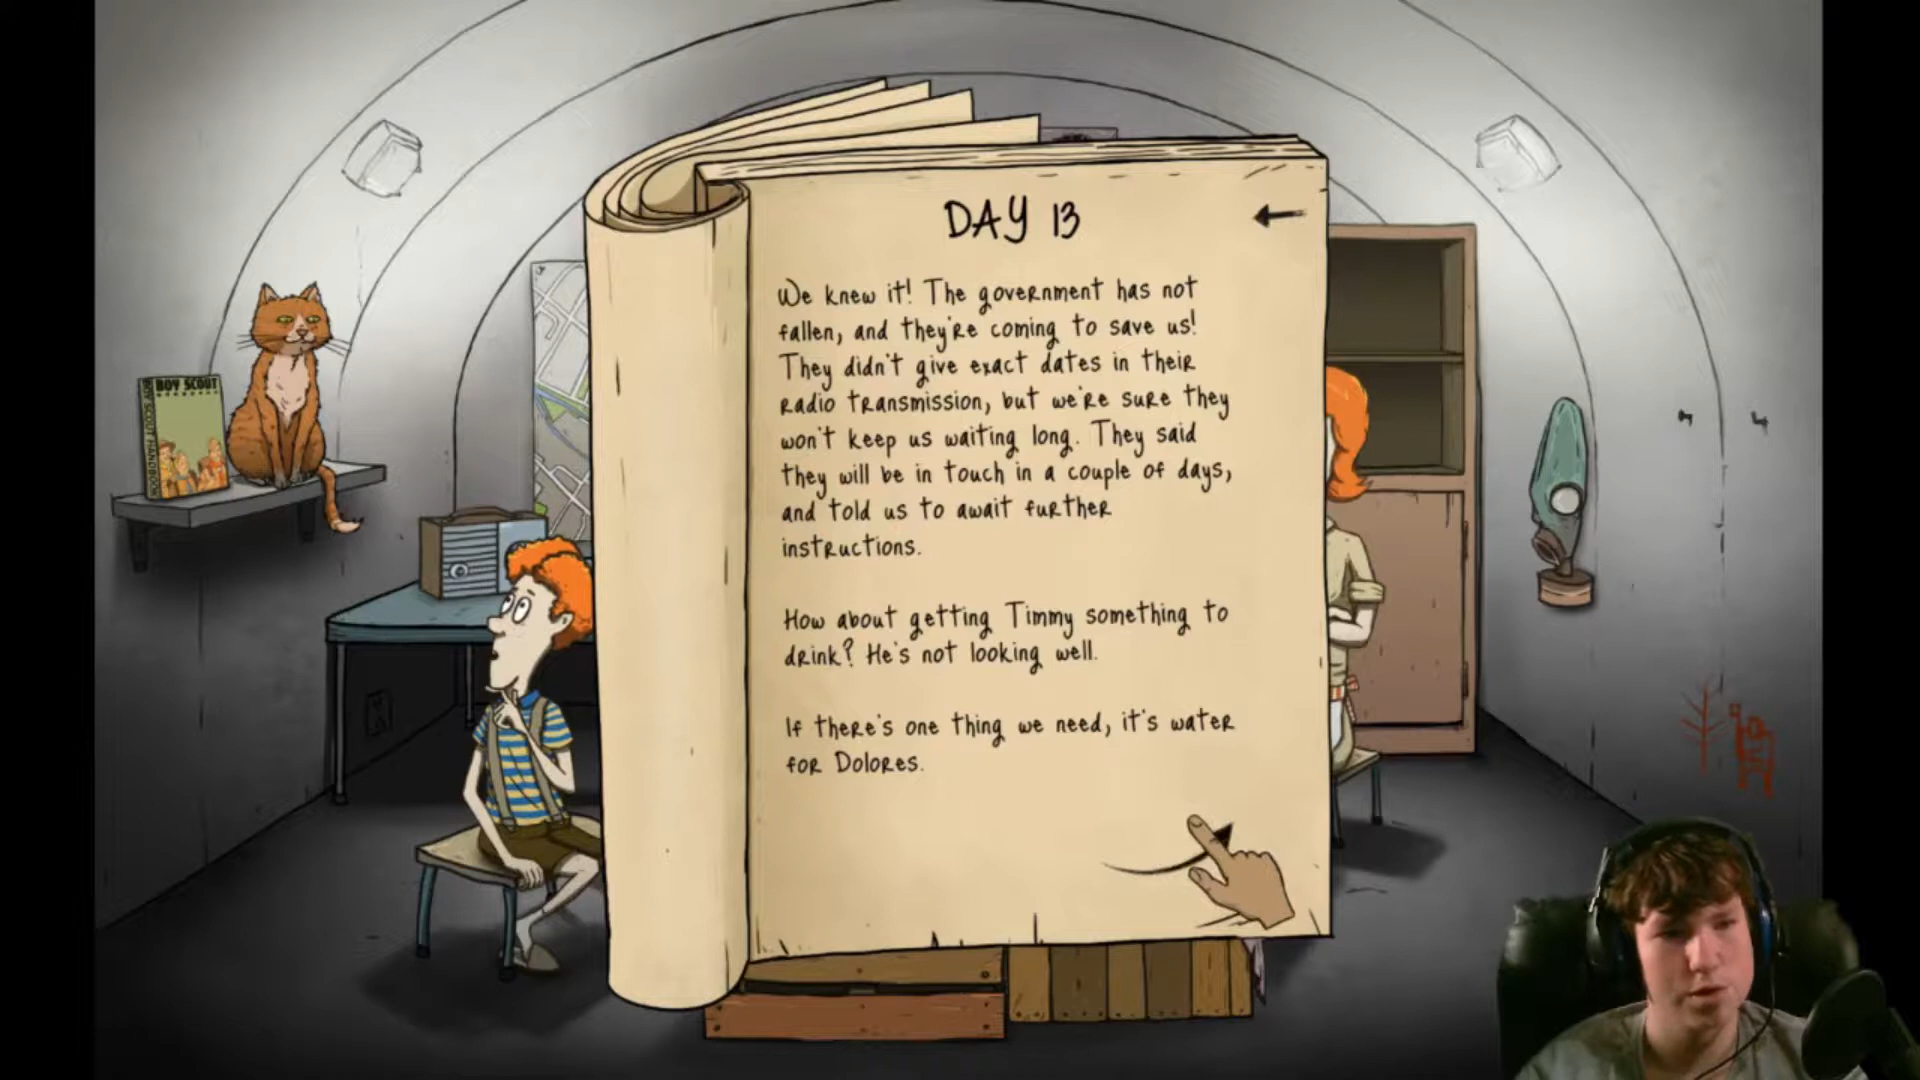 BOY SCOUT
BOY SCOUT HANDBOOK
DAY 13
We knew it! The government has not
fallen, and they're coming to save us!
They didn't give exact dates in their
radio transmission, but we're sure they
won't keep us waiting long. They said
they will be in touch in a couple of days,
and told us to await further
instructions.
How about getting Timmy something to
drink? He's not looking well.
If there's one thing we need, it's water
for Dolores.